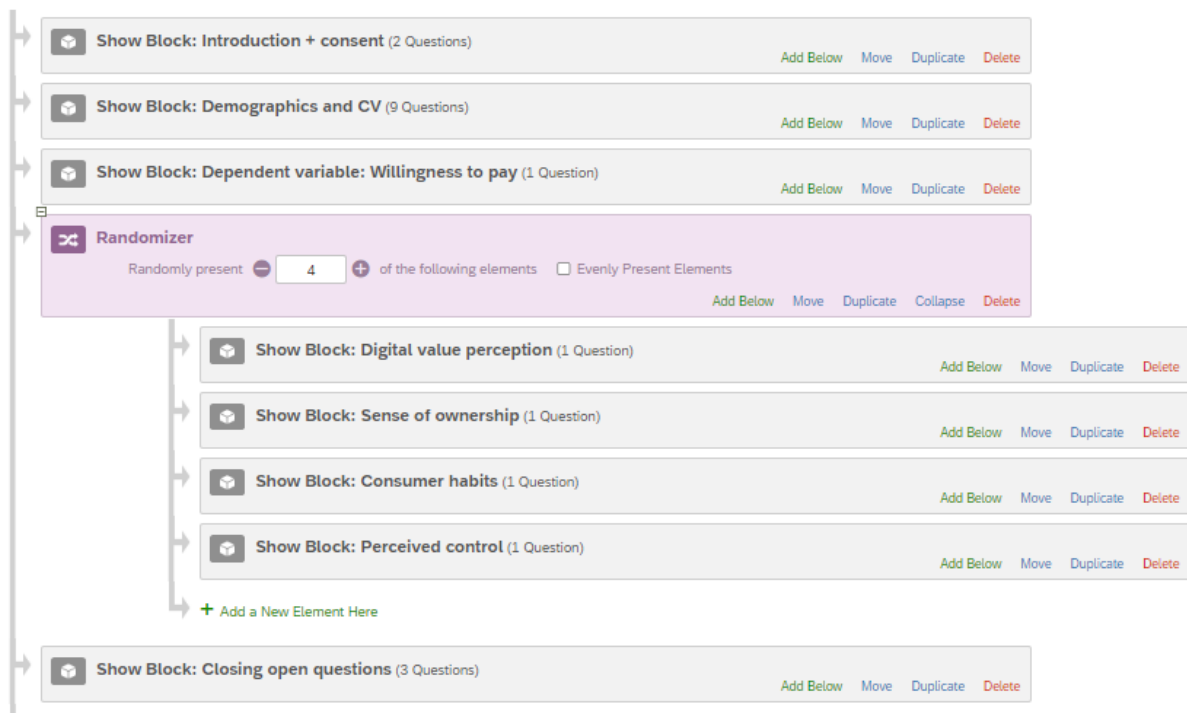 Show Block: Introduction + consent (2 Questions)
Add Below Move Duplicate Delete
Show Block: Demographics and CV (9 Questions)
Add Below Move Duplicate Delete
Show Block: Dependent variable: Willingness to pay (1 Question)
Add Below Move Duplicate Delete
Randomizer
Randomly present 4 of the following elements Evenly Present Elements
Add Below Move Duplicate Collapse Delete
Show Block: Digital value perception (1 Question)
Add Below Move Duplicate Delete
Show Block: Sense of ownership (1 Question)
Add Below Move Duplicate Delete
Show Block: Consumer habits (1 Question)
Add Below Move Duplicate Delete
Show Block: Perceived control (1 Question)
Add Below Move Duplicate Delete
+ Add a New Element Here
Show Block: Closing open questions (3 Questions)
Add Below Move Duplicate Delete